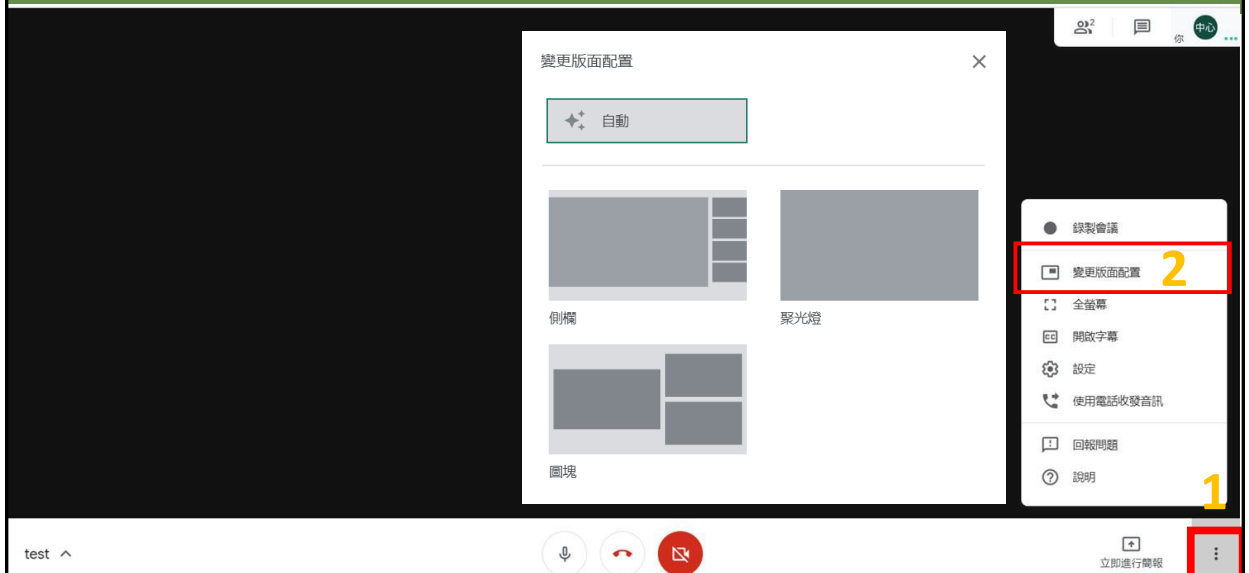 2
你
中心
...
變更版面配置
自動
側欄
聚光燈
圖塊
錄製會議
變更版面配置
2
全螢幕
CC
開啟字幕
設定
使用電話收發音訊
回報問題
說明
1
test
立即進行簡報